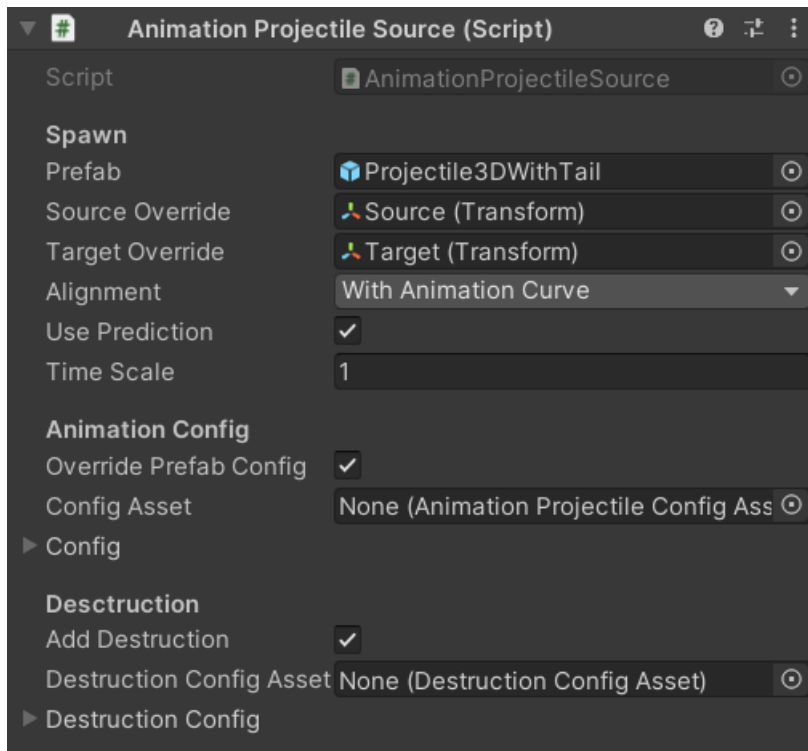 Animation Projectile Source (Script)
Script AnimationProjectileSource
Spawn
Prefab Projectile3DWithTail
Source Override Source (Transform)
Target Override Target (Transform)
Alignment With Animation Curve
Use Prediction
Time Scale 1
Animation Config
Override Prefab Config
Config Asset None (Animation Projectile Config Ass
Config
Desctruction
Add Destruction
Destruction Config Asset None (Destruction Config Asset)
Destruction Config